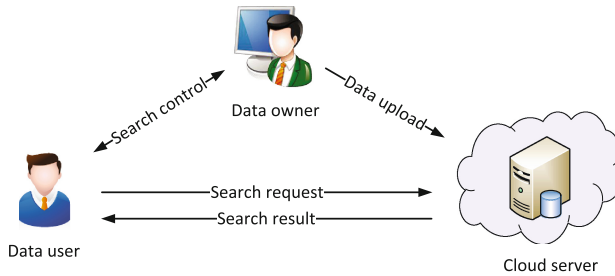 Data owner
Search control
Data upload
Search request
Search result
Data user
Cloud server